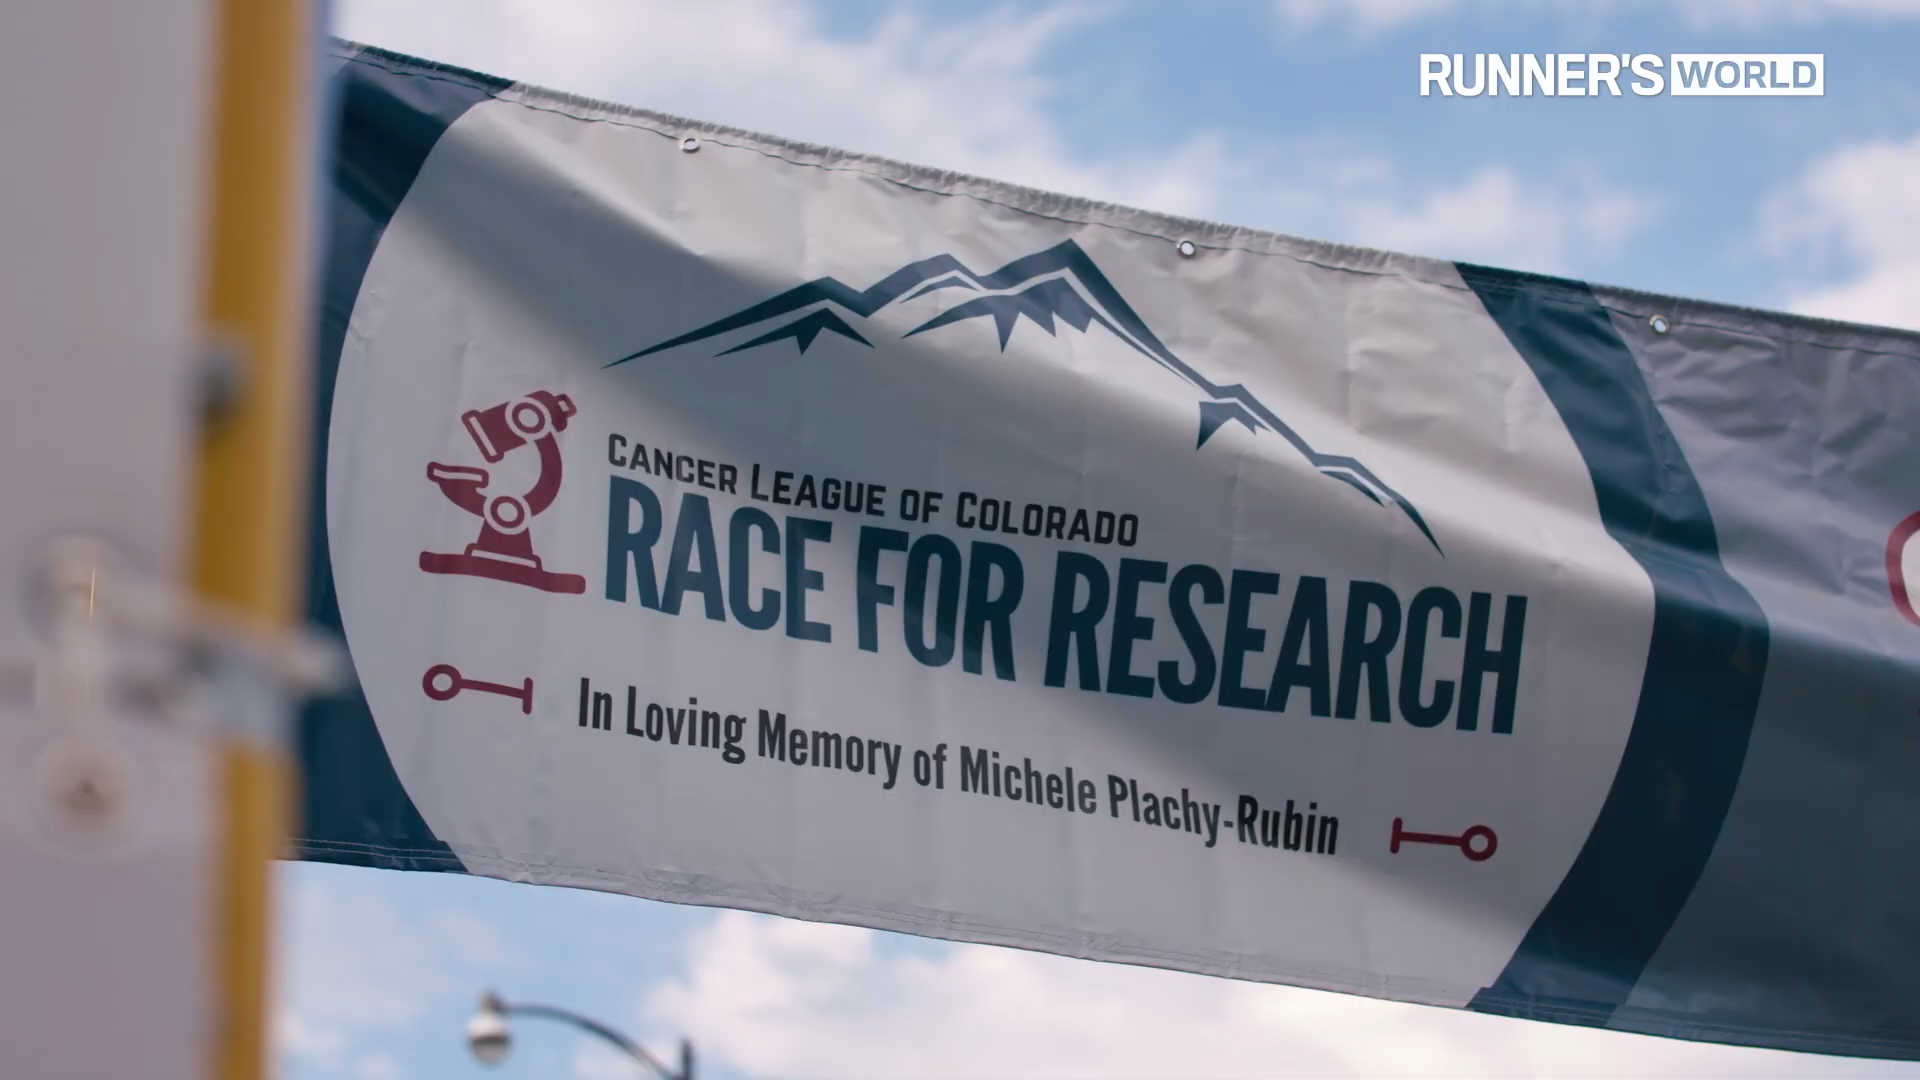 RUNNER'S WORLD
CANCER LEAGUE OF COLORADO
RACE FOR RESEARCH
In Loving Memory of Michele Plachy-Rubin